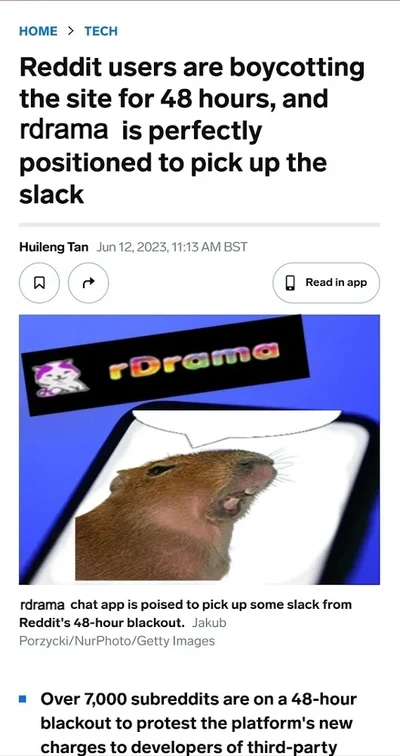 HOME > TECH
Reddit users are boycotting
the site for 48 hours, and
rdrama is perfectly
positioned to pick up the
slack
Huileng Tan Jun 12, 2023, 11:13 AM BST
Read in app
rDrama
rdrama chat app is poised to pick up some slack from
Reddit's 48-hour blackout. Jakub
Porzycki/NurPhoto/Getty Images
Over 7,000 subreddits are on a 48-hour
blackout to protest the platform's new
charges to developers of third-party